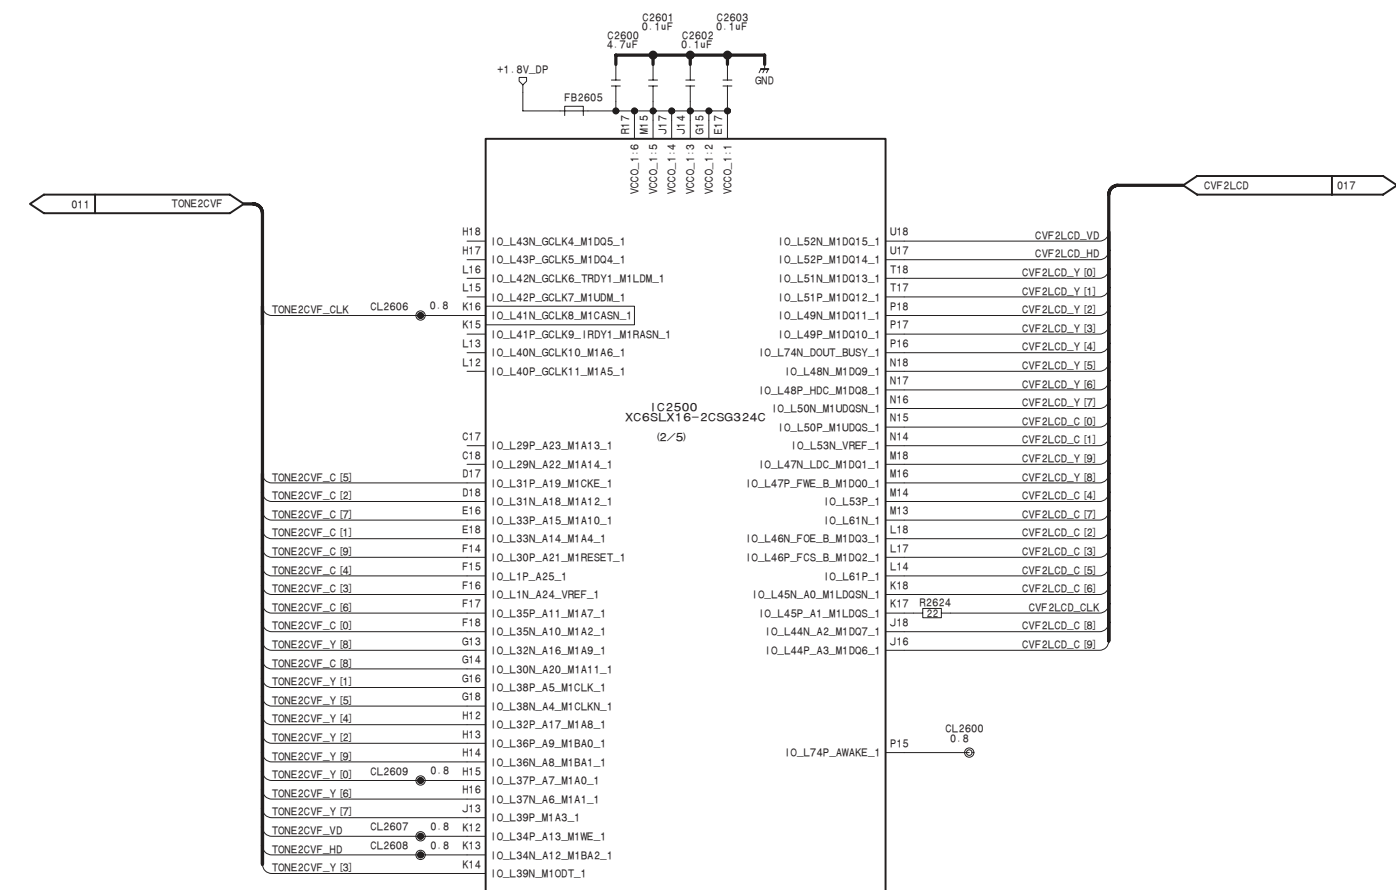 C2601 C2603
0.1uF 0.1uF
C2600 C2602
4.7uF 0.1uF
+1.8V_DP
GND
FB2605
R17 M15 J17 J14 G15 E17
VCCO_1:6 VCCO_1:5 VCCO_1:4 VCCO_1:3 VCCO_1:2 VCCO_1:1
011 TONE2CVF
CVF2LCD 017
H18 IO_L43N_GCLK4_M1DQ5_1
H17 IO_L43P_GCLK5_M1DQ4_1
L16 IO_L42N_GCLK6_TRDY1_M1LDM_1
L15 IO_L42P_GCLK7_M1UDM_1
TONE2CVF_CLK CL2606 0.8 K16 IO_L41N_GCLK8_M1CASN_1
K15 IO_L41P_GCLK9_IRDY1_M1RASN_1
L13 IO_L40N_GCLK10_M1A6_1
L12 IO_L40P_GCLK11_M1A5_1
IC2500
XC6SLX16-2CSG324C
(2/5)
C17 IO_L29P_A23_M1A13_1
C18 IO_L29N_A22_M1A14_1
TONE2CVF_C [5] D17 IO_L31P_A19_M1CKE_1
TONE2CVF_C [2] D18 IO_L31N_A18_M1A12_1
TONE2CVF_C [7] E16 IO_L33P_A15_M1A10_1
TONE2CVF_C [1] E18 IO_L33N_A14_M1A4_1
TONE2CVF_C [9] F14 IO_L30P_A21_M1RESET_1
TONE2CVF_C [4] F15 IO_L1P_A25_1
TONE2CVF_C [3] F16 IO_L1N_A24_VREF_1
TONE2CVF_C [6] F17 IO_L35P_A11_M1A7_1
TONE2CVF_C [0] F18 IO_L35N_A10_M1A2_1
TONE2CVF_Y [8] G13 IO_L32N_A16_M1A9_1
TONE2CVF_C [8] G14 IO_L30N_A20_M1A11_1
TONE2CVF_Y [1] G16 IO_L38P_A5_M1CLK_1
TONE2CVF_Y [5] G18 IO_L38N_A4_M1CLKN_1
TONE2CVF_Y [4] H12 IO_L32P_A17_M1A8_1
TONE2CVF_Y [2] H13 IO_L36P_A9_M1BA0_1
TONE2CVF_Y [9] H14 IO_L36N_A8_M1BA1_1
TONE2CVF_Y [0] CL2609 0.8 H15 IO_L37P_A7_M1A0_1
TONE2CVF_Y [6] H16 IO_L37N_A6_M1A1_1
TONE2CVF_Y [7] J13 IO_L39P_M1A3_1
TONE2CVF_VD CL2607 0.8 K12 IO_L34P_A13_M1WE_1
TONE2CVF_HD CL2608 0.8 K13 IO_L34N_A12_M1BA2_1
TONE2CVF_Y [3] K14 IO_L39N_M1ODT_1
IO_L52N_M1DQ15_1 U18 CVF2LCD_VD
IO_L52P_M1DQ14_1 U17 CVF2LCD_HD
IO_L51N_M1DQ13_1 T18 CVF2LCD_Y [0]
IO_L51P_M1DQ12_1 T17 CVF2LCD_Y [1]
IO_L49N_M1DQ11_1 P18 CVF2LCD_Y [2]
IO_L49P_M1DQ10_1 P17 CVF2LCD_Y [3]
IO_L74N_DOUT_BUSY_1 P16 CVF2LCD_Y [4]
IO_L48N_M1DQ9_1 N18 CVF2LCD_Y [5]
IO_L48P_HDC_M1DQ8_1 N17 CVF2LCD_Y [6]
IO_L50N_M1UDQSN_1 N16 CVF2LCD_Y [7]
IO_L50P_M1UDQS_1 N15 CVF2LCD_C [0]
IO_L53N_VREF_1 N14 CVF2LCD_C [1]
IO_L47N_LDC_M1DQ1_1 M18 CVF2LCD_Y [9]
IO_L47P_FWE_B_M1DQ0_1 M16 CVF2LCD_Y [8]
IO_L53P_1 M14 CVF2LCD_C [4]
IO_L61N_1 M13 CVF2LCD_C [7]
IO_L46N_FOE_B_M1DQ3_1 L18 CVF2LCD_C [2]
IO_L46P_FCS_B_M1DQ2_1 L17 CVF2LCD_C [3]
IO_L61P_1 L14 CVF2LCD_C [5]
IO_L45N_A0_M1LDQSN_1 K18 CVF2LCD_C [6]
IO_L45P_A1_M1LDQS_1 K17 R2624 22 CVF2LCD_CLK
IO_L44N_A2_M1DQ7_1 J18 CVF2LCD_C [8]
IO_L44P_A3_M1DQ6_1 J16 CVF2LCD_C [9]
CL2600
0.8
IO_L74P_AWAKE_1 P15